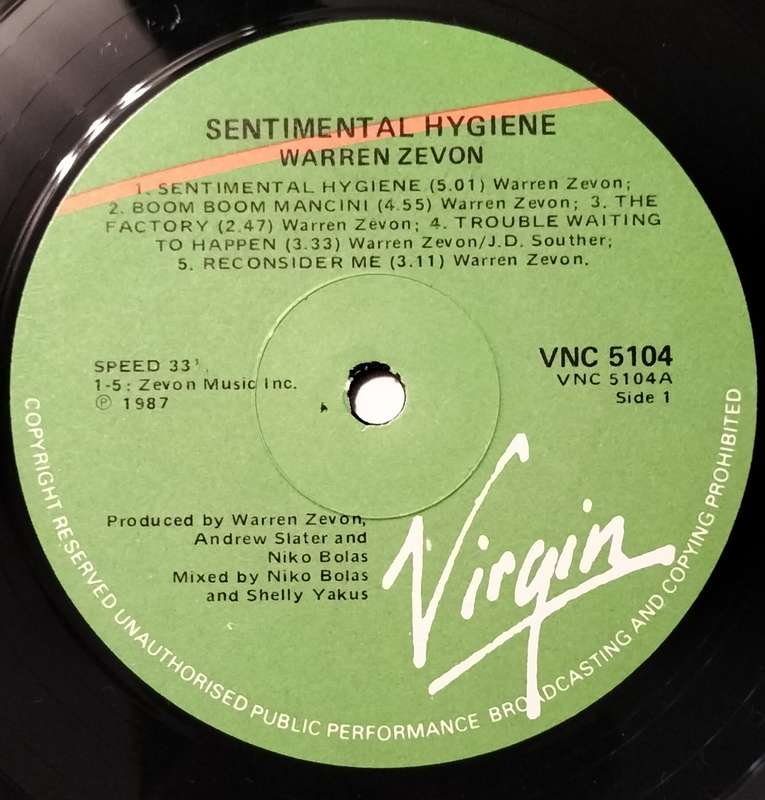 SENTIMENTAL HYGIENE
WARREN ZEVON
1. SENTIMENTAL HYGIENE (5.01) Warren Zevon;
2. BOOM BOOM MANCINI (4.55) Warren Zevon; 3. THE
FACTORY (2.47) Warren Zevon; 4. TROUBLE WAITING
TO HAPPEN (3.33) Warren Zevon/J.D. Souther;
5. RECONSIDER ME (3.11) Warren Zevon.
SPEED 33
1-5: Zevon Music Inc.
℗ 1987
VNC 5104
VNC 5104A
Side 1
Produced by Warren Zevon,
Andrew Slater and
Niko Bolas
Mixed by Niko Bolas
and Shelly Yakus
Virgin
COPYRIGHT RESERVED UNAUTHORISED PUBLIC PERFORMANCE BROADCASTING AND COPYING PROHIBITED